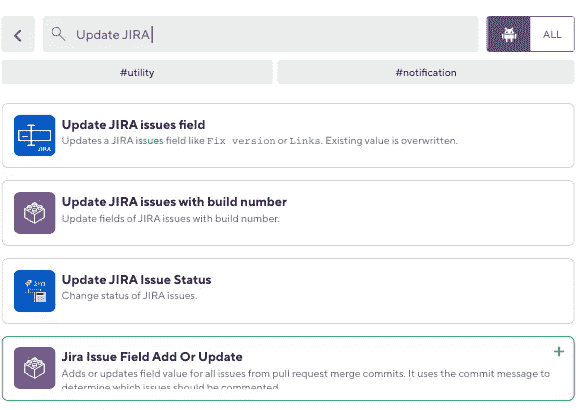 Update JIRA
ALL
#utility
#notification
Update JIRA issues field
Updates a JIRA issues field like Fix version or Links. Existing value is overwritten.
JIRA
Update JIRA issues with build number
Update fields of JIRA issues with build number.
Update JIRA Issue Status
Change status of JIRA issues.
Jira
Jira Issue Field Add Or Update
Adds or updates field value for all issues from pull request merge commits. It uses the commit message to
determine which issues should be commented.